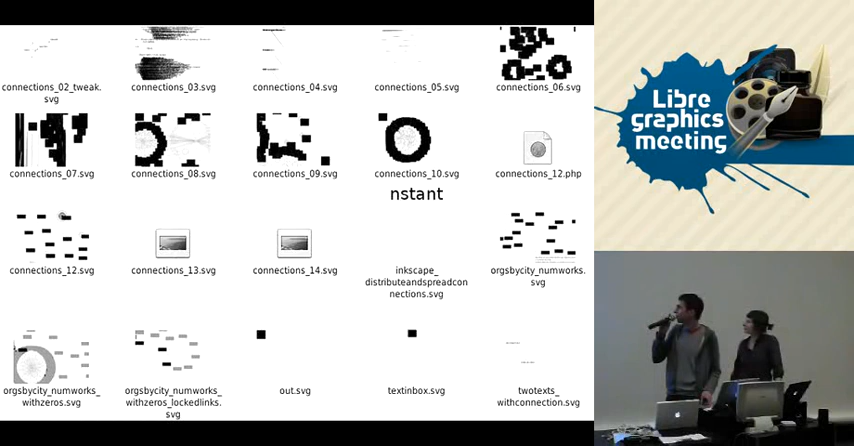 connections_02_tweak.
svg
connections_03.svg
connections_04.svg
connections_05.svg
connections_06.svg
connections_07.svg
connections_08.svg
connections_09.svg
connections_10.svg
connections_12.php
nstant
connections_12.svg
connections_13.svg
connections_14.svg
inkscape_
distributeandspreadcon
nections.svg
orgsbycity_numworks.
svg
orgsbycity_numworks_
withzeros.svg
orgsbycity_numworks_
withzeros_lockedlinks.
svg
out.svg
textinbox.svg
twotexts_
withconnection.svg
Libre
graphics
meeting